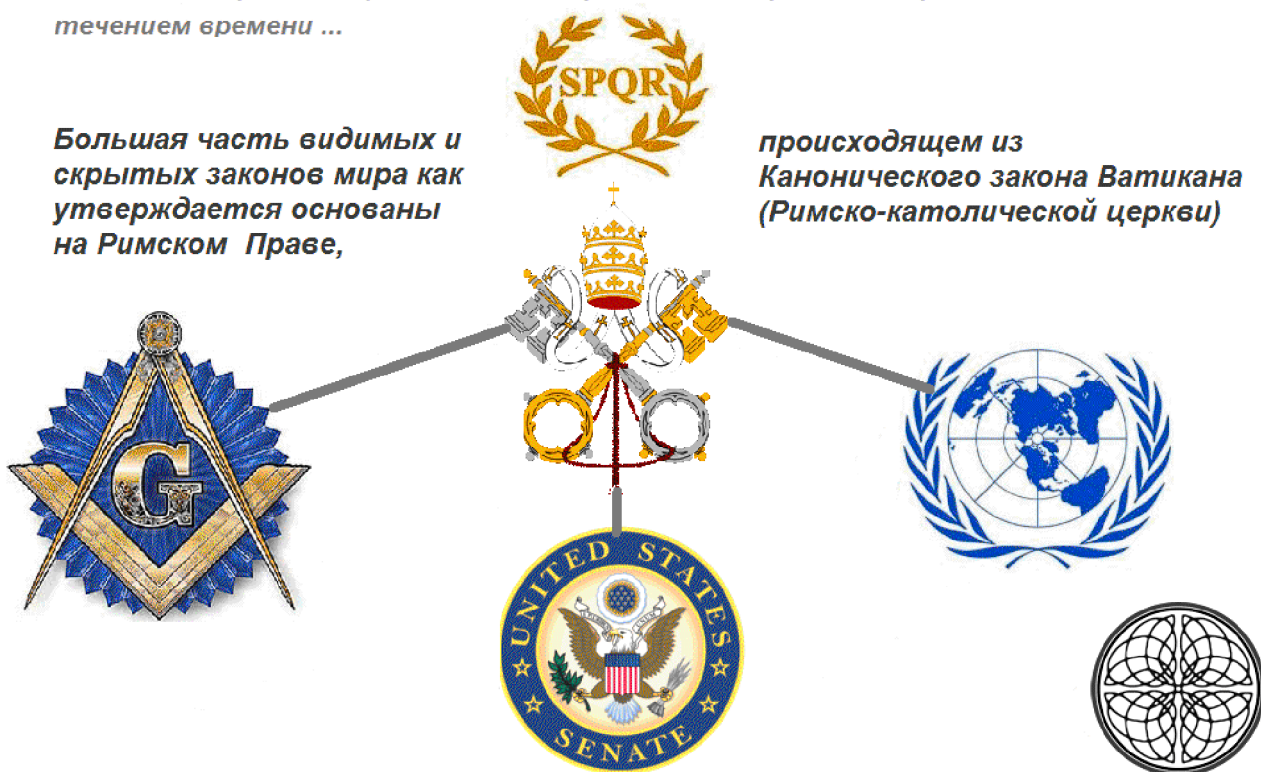 течением времени ...
SPQR
Большая часть видимых и
скрытых законов мира как
утверждается основаны
на Римском Праве,
происходящем из
Канонического закона Ватикана
(Римско-католической церкви)
G
UNITED STATES
SENATE